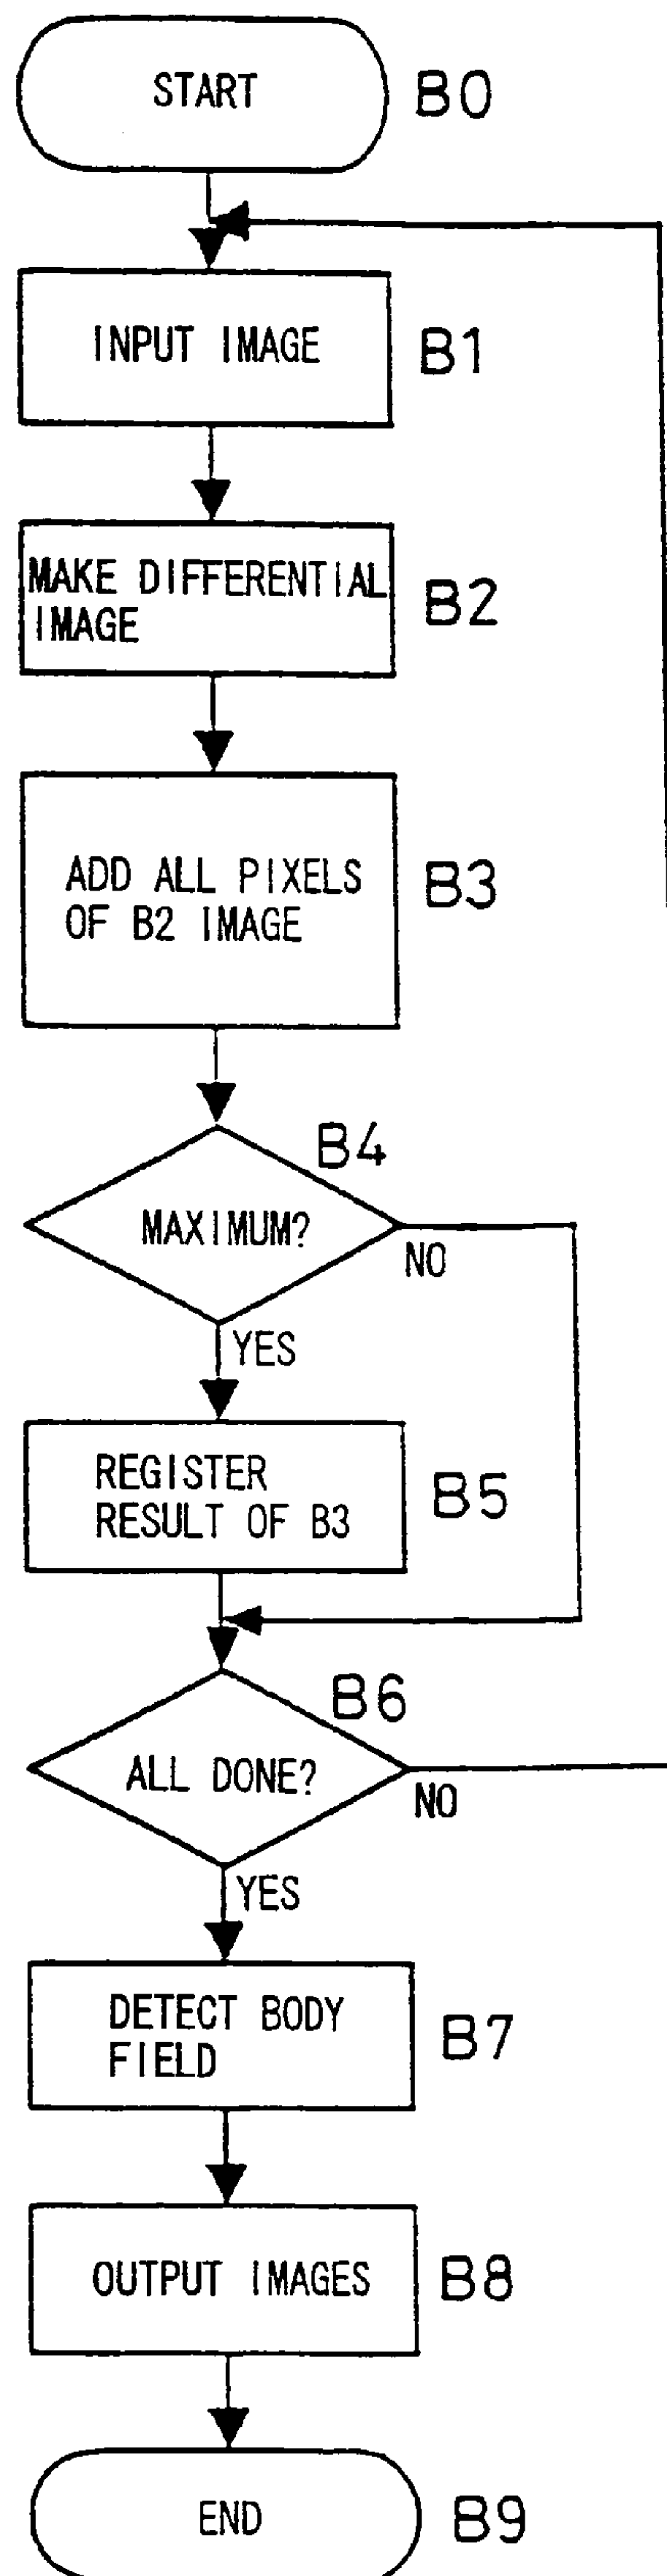 START
B0
INPUT IMAGE
B1
MAKE DIFFERENTIAL
IMAGE
B2
ADD ALL PIXELS
OF B2 IMAGE
B3
B4
MAXIMUM?
NO
YES
REGISTER
RESULT OF B3
B5
B6
ALL DONE?
NO
YES
DETECT BODY
FIELD
B7
OUTPUT IMAGES
B8
END
B9